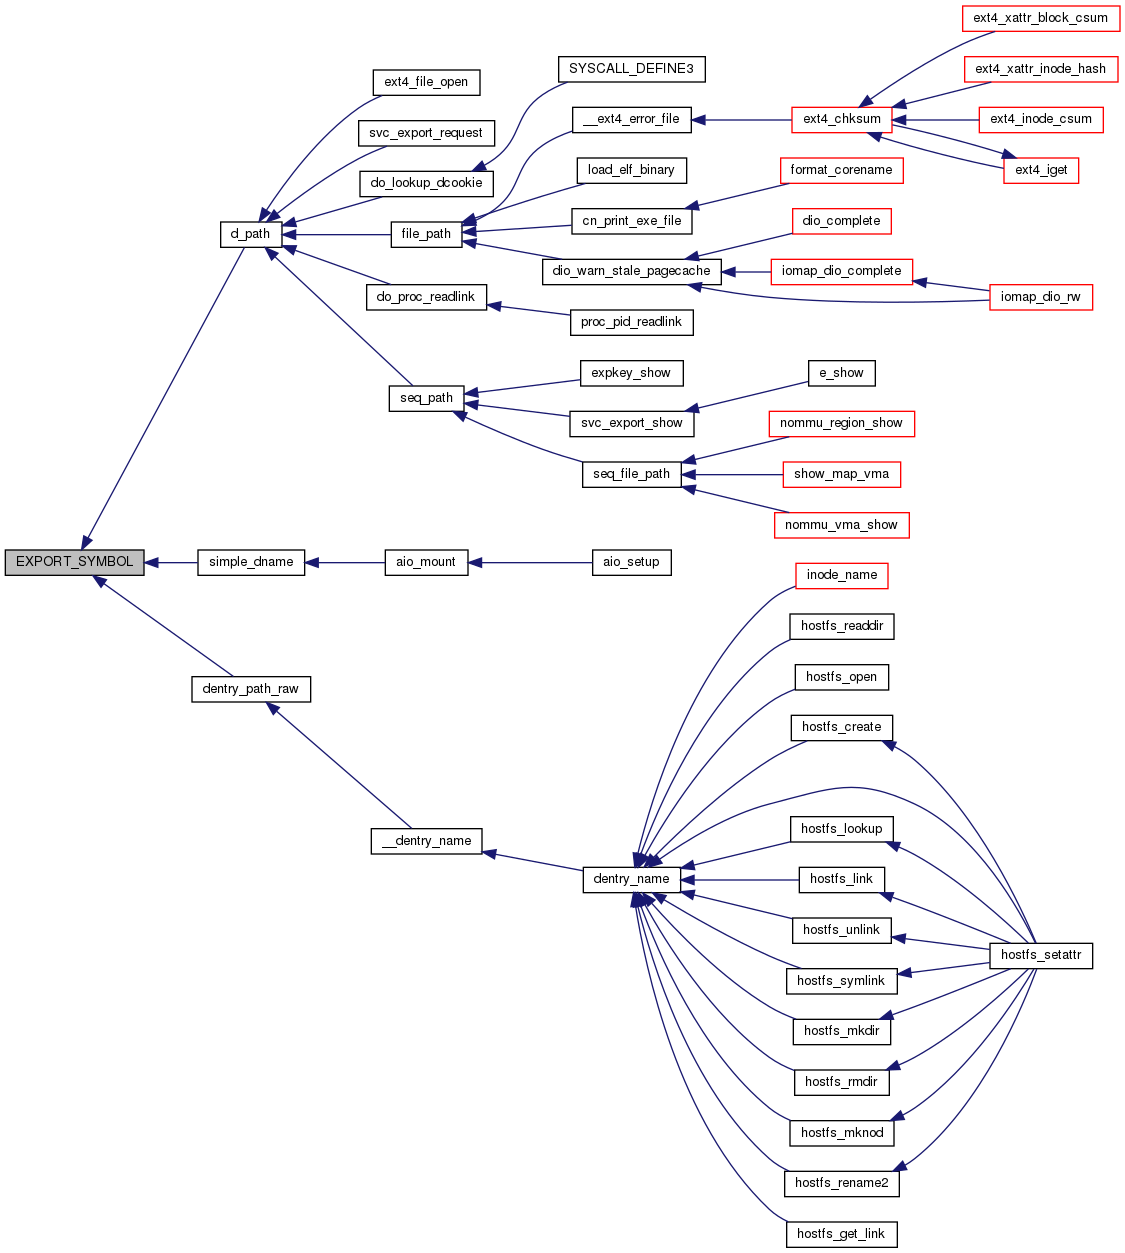 ext4_xattr_block_csum
SYSCALL_DEFINE3
ext4_xattr_inode_hash
ext4_file_open
__ext4_error_file
ext4_chksum
ext4_inode_csum
svc_export_request
load_elf_binary
format_corename
ext4_iget
do_lookup_dcookie
cn_print_exe_file
dio_complete
d_path
file_path
dio_warn_stale_pagecache
iomap_dio_complete
do_proc_readlink
iomap_dio_rw
proc_pid_readlink
expkey_show
e_show
seq_path
svc_export_show
nommu_region_show
seq_file_path
show_map_vma
nommu_vma_show
EXPORT_SYMBOL
simple_dname
aio_mount
aio_setup
inode_name
hostfs_readdir
hostfs_open
dentry_path_raw
hostfs_create
hostfs_lookup
__dentry_name
dentry_name
hostfs_link
hostfs_unlink
hostfs_setattr
hostfs_symlink
hostfs_mkdir
hostfs_rmdir
hostfs_mknod
hostfs_rename2
hostfs_get_link